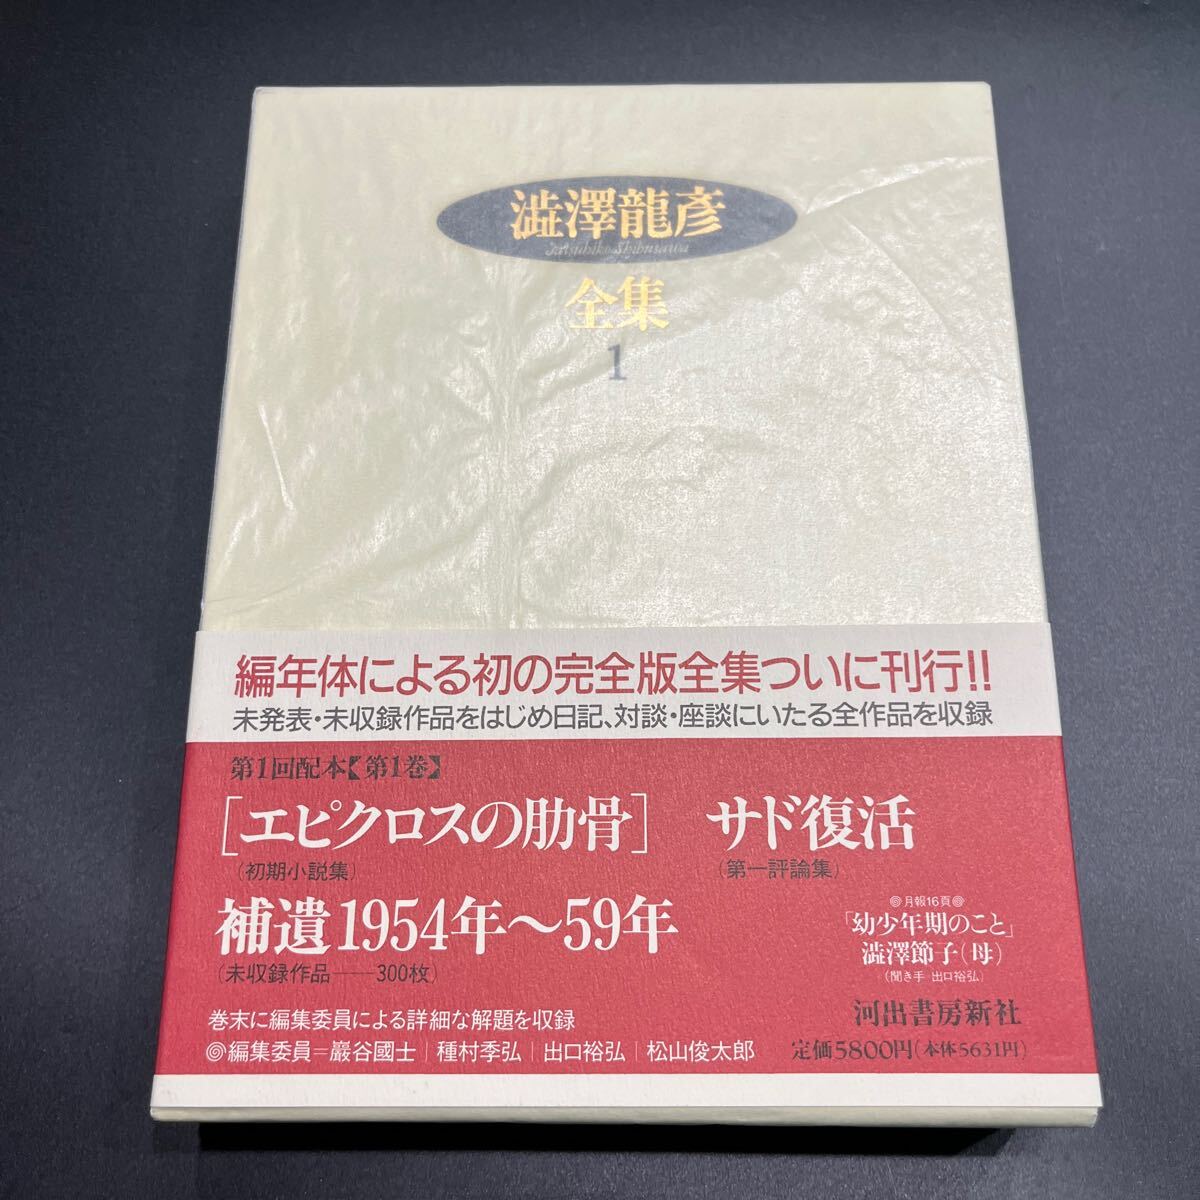 澁澤龍彥
Tatsuhiko Shibusawa
全集
1
編年体による初の完全版全集ついに刊行!!
未発表・未収録作品をはじめ日記、対談・座談にいたる全作品を収録
第1回配本【第1巻】
[エピクロスの肋骨]
(初期小説集)
サド復活
(第一評論集)
補遺1954年〜59年
(未収録作品——300枚)
◎月報16頁◎
「幼少年期のこと」
澁澤節子(母)
(聞き手 出口裕弘)
巻末に編集委員による詳細な解題を収録
◎編集委員=巖谷國士|種村季弘|出口裕弘|松山俊太郎
河出書房新社
定価5800円(本体5631円)